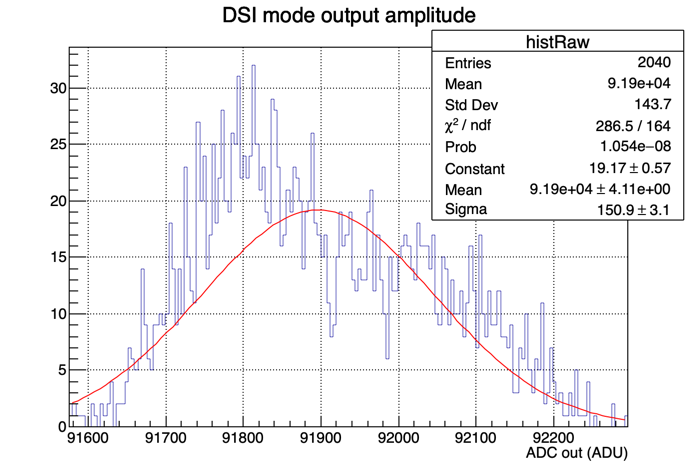 DSI mode output amplitude
histRaw
Entries 2040
Mean 9.19e+04
Std Dev 143.7
χ² / ndf 286.5 / 164
Prob 1.054e−08
Constant 19.17 ± 0.57
Mean 9.19e+04 ± 4.11e+00
Sigma 150.9 ± 3.1
30
25
20
15
10
5
0
91600 91700 91800 91900 92000 92100 92200
ADC out (ADU)